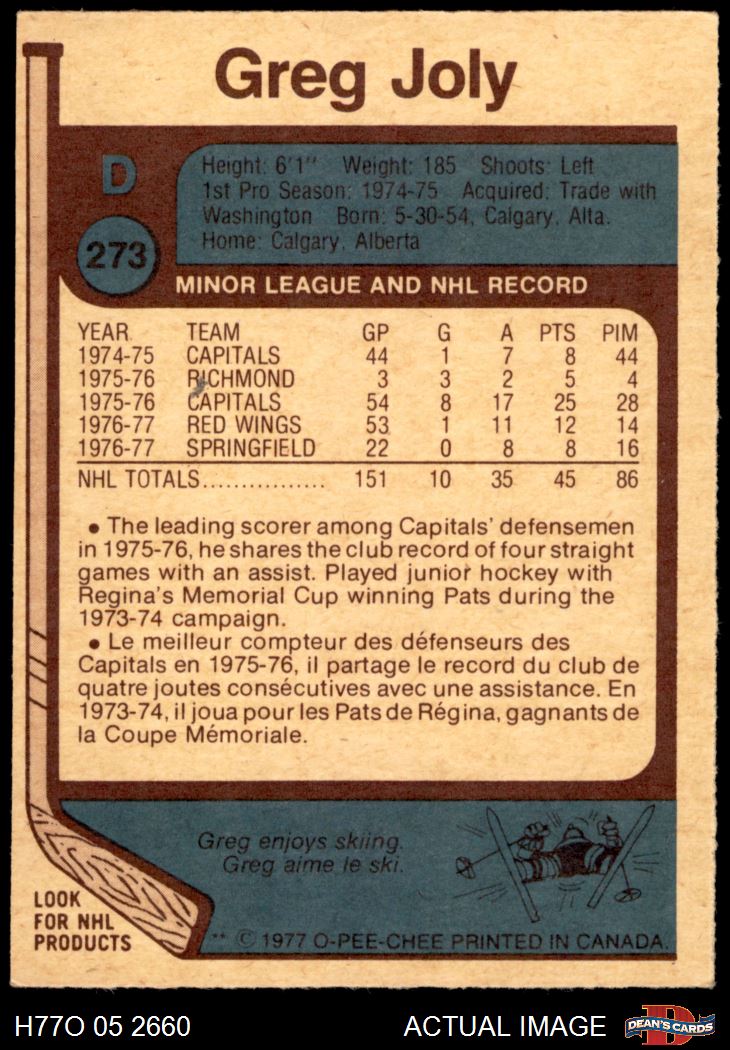 Greg Joly
D
273
Height: 6'1" Weight: 185 Shoots: Left
1st Pro Season: 1974-75 Acquired: Trade with
Washington Born: 5-30-54, Calgary, Alta.
Home: Calgary, Alberta
MINOR LEAGUE AND NHL RECORD
YEAR TEAM GP G A PTS PIM
1974-75 CAPITALS 44 1 7 8 44
1975-76 RICHMOND 3 3 2 5 4
1975-76 CAPITALS 54 8 17 25 28
1976-77 RED WINGS 53 1 11 12 14
1976-77 SPRINGFIELD 22 0 8 8 16
NHL TOTALS................ 151 10 35 45 86
• The leading scorer among Capitals' defensemen
in 1975-76, he shares the club record of four straight
games with an assist. Played junior hockey with
Regina's Memorial Cup winning Pats during the
1973-74 campaign.
• Le meilleur compteur des défenseurs des
Capitals en 1975-76, il partage le record du club de
quatre joutes consécutives avec une assistance. En
1973-74, il joua pour les Pats de Régina, gagnants de
la Coupe Mémoriale.
Greg enjoys skiing.
Greg aime le ski.
LOOK
FOR NHL
PRODUCTS
** © 1977 O-PEE-CHEE PRINTED IN CANADA.
H77O 05 2660 ACTUAL IMAGE
D
DEAN'S CARDS